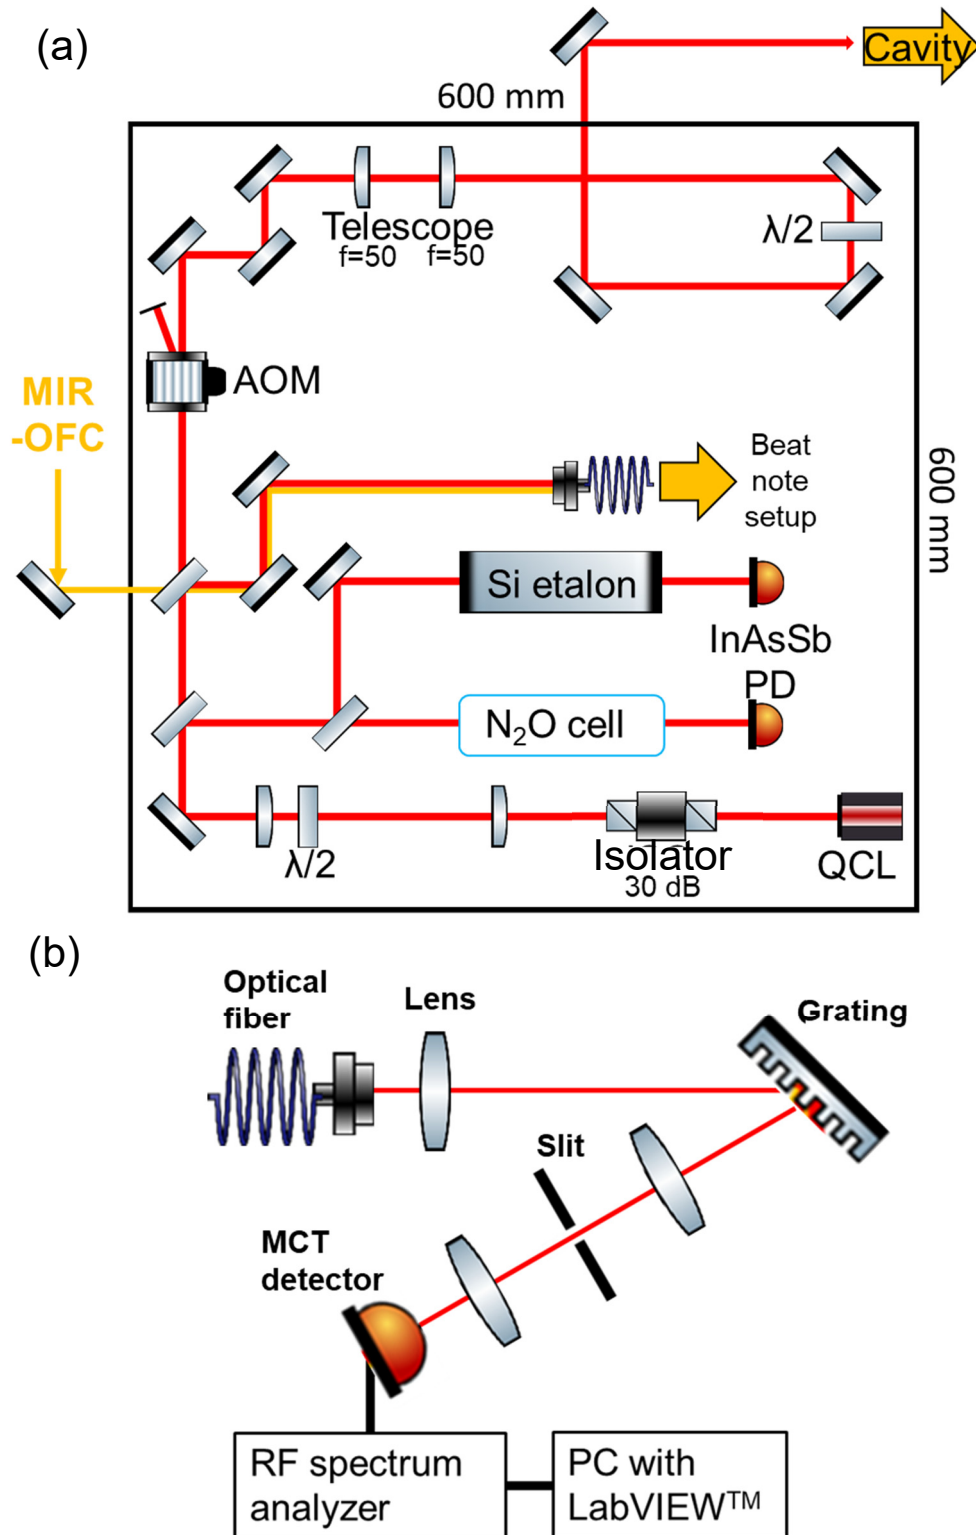 (a)
Cavity
600 mm
Telescope
f=50 f=50
λ/2
AOM
MIR
-OFC
Beat
note
setup
600 mm
Si etalon
InAsSb
PD
N₂O cell
λ/2
Isolator
30 dB
QCL
(b)
Optical
fiber
Lens
Grating
Slit
MCT
detector
RF spectrum
analyzer
PC with
LabVIEW™